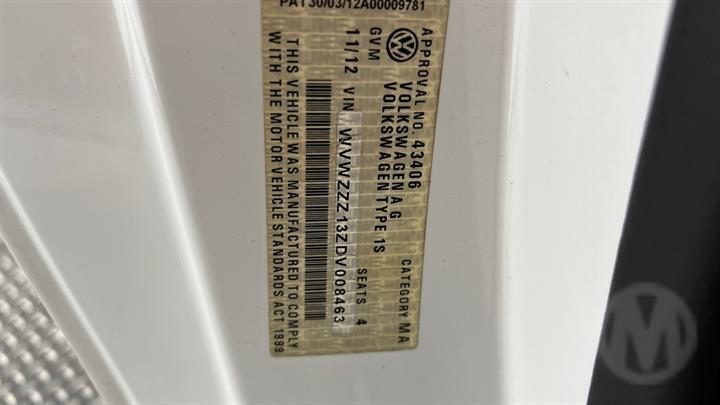 APPROVAL NO. 43406 CATEGORY MA
VOLKSWAGEN AG
VOLKSWAGEN TYPE 1S
GVM SEATS 4
11/12 VIN WVWZZZ13ZDV008463
THIS VEHICLE WAS MANUFACTURED TO COMPLY
WITH THE MOTOR VEHICLE STANDARDS ACT 1989
PAT30/03/12A00009781
M